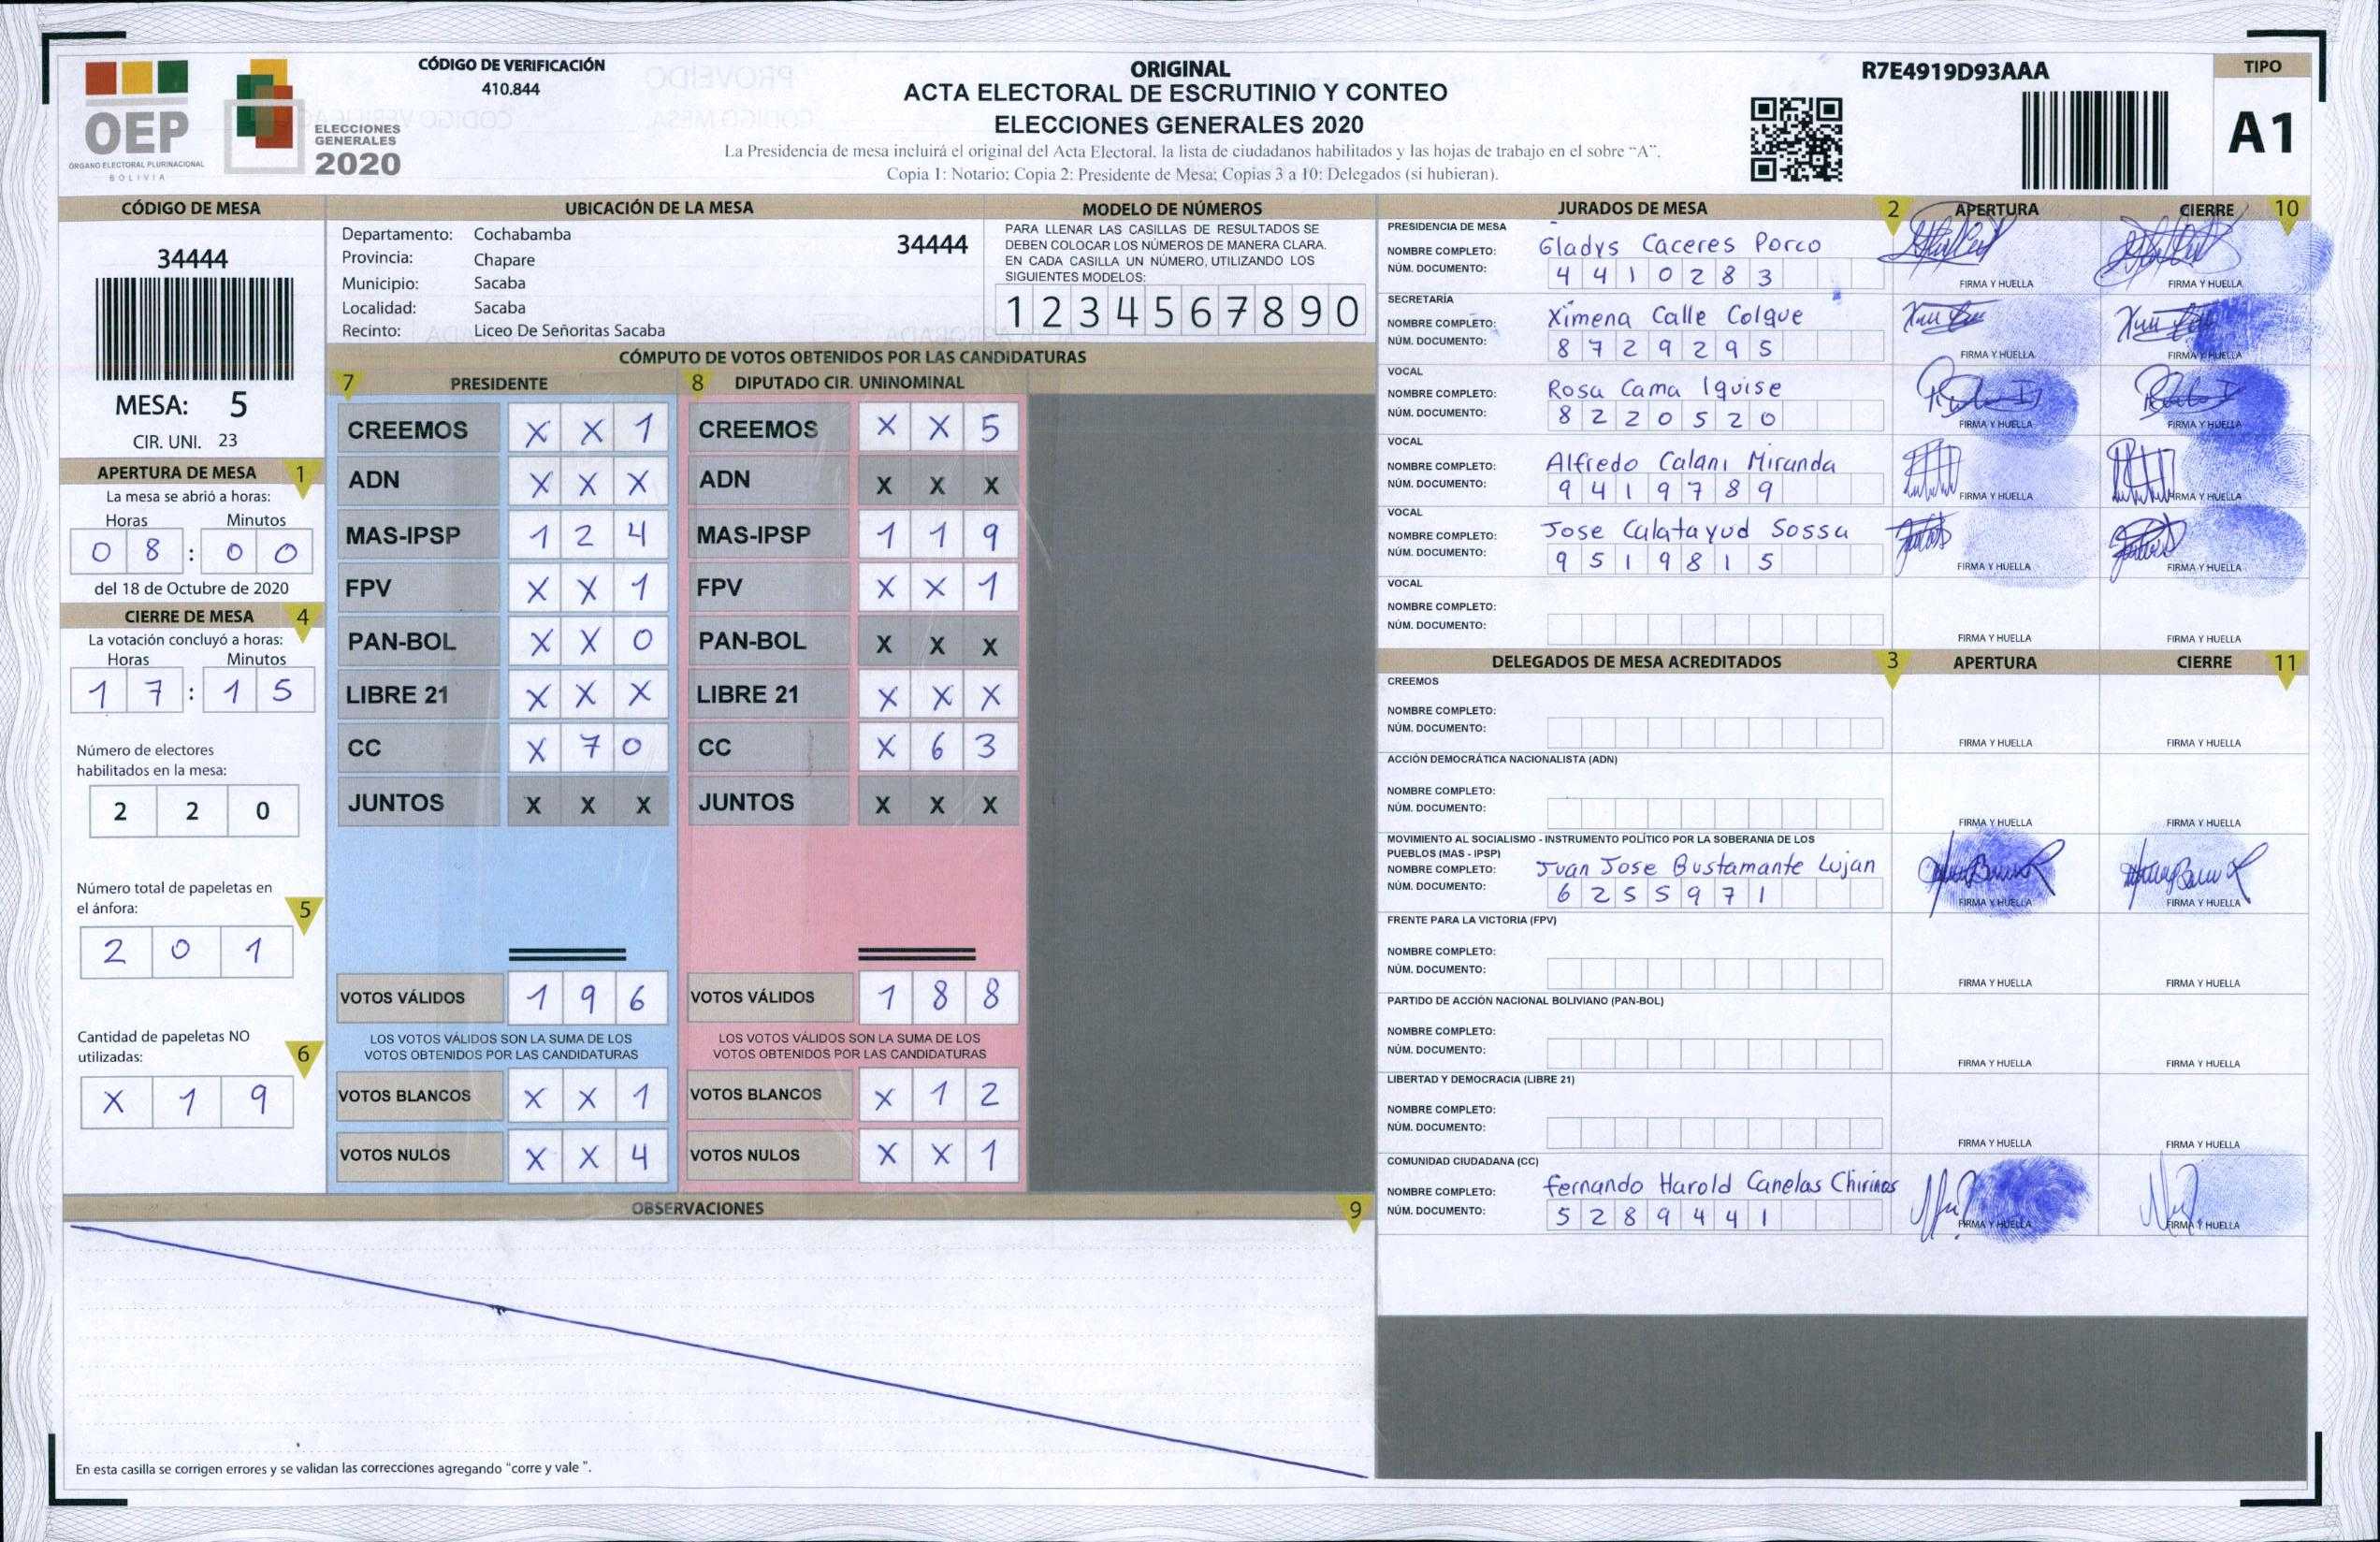 CÓDIGO DE VERIFICACIÓN
410.844
OEP
ÓRGANO ELECTORAL PLURINACIONAL
BOLIVIA
ELECCIONES
GENERALES
2020
ORIGINAL
ACTA ELECTORAL DE ESCRUTINIO Y CONTEO
ELECCIONES GENERALES 2020
La Presidencia de mesa incluirá el original del Acta Electoral, la lista de ciudadanos habilitados y las hojas de trabajo en el sobre "A".
Copia 1: Notario; Copia 2: Presidente de Mesa; Copias 3 a 10: Delegados (si hubieran).
R7E4919D93AAA
TIPO
A1
CÓDIGO DE MESA
34444
MESA: 5
CIR. UNI. 23
APERTURA DE MESA 1
La mesa se abrió a horas:
Horas Minutos
0 8 : 0 0
del 18 de Octubre de 2020
CIERRE DE MESA 4
La votación concluyó a horas:
Horas Minutos
1 7 : 1 5
Número de electores
habilitados en la mesa:
2 2 0
Número total de papeletas en
el ánfora: 5
2 0 1
Cantidad de papeletas NO
utilizadas: 6
X 1 9
UBICACIÓN DE LA MESA
Departamento: Cochabamba 34444
Provincia: Chapare
Municipio: Sacaba
Localidad: Sacaba
Recinto: Liceo De Señoritas Sacaba
MODELO DE NÚMEROS
PARA LLENAR LAS CASILLAS DE RESULTADOS SE
DEBEN COLOCAR LOS NÚMEROS DE MANERA CLARA.
EN CADA CASILLA UN NÚMERO, UTILIZANDO LOS
SIGUIENTES MODELOS:
1 2 3 4 5 6 7 8 9 0
CÓMPUTO DE VOTOS OBTENIDOS POR LAS CANDIDATURAS
7 PRESIDENTE
CREEMOS X X 1
ADN X X X
MAS-IPSP 1 2 4
FPV X X 1
PAN-BOL X X 0
LIBRE 21 X X X
CC X 7 0
JUNTOS X X X
VOTOS VÁLIDOS 1 9 6
LOS VOTOS VÁLIDOS SON LA SUMA DE LOS
VOTOS OBTENIDOS POR LAS CANDIDATURAS
VOTOS BLANCOS X X 1
VOTOS NULOS X X 4
8 DIPUTADO CIR. UNINOMINAL
CREEMOS X X 5
ADN X X X
MAS-IPSP 1 1 9
FPV X X 1
PAN-BOL X X X
LIBRE 21 X X X
CC X 6 3
JUNTOS X X X
VOTOS VÁLIDOS 1 8 8
LOS VOTOS VÁLIDOS SON LA SUMA DE LOS
VOTOS OBTENIDOS POR LAS CANDIDATURAS
VOTOS BLANCOS X 1 2
VOTOS NULOS X X 1
OBSERVACIONES 9
En esta casilla se corrigen errores y se validan las correcciones agregando "corre y vale ".
JURADOS DE MESA 2 APERTURA CIERRE 10
PRESIDENCIA DE MESA
NOMBRE COMPLETO: Gladys Caceres Porco
NÚM. DOCUMENTO: 4 4 1 0 2 8 3
FIRMA Y HUELLA FIRMA Y HUELLA
SECRETARÍA
NOMBRE COMPLETO: Ximena Calle Colque
NÚM. DOCUMENTO: 8 7 2 9 2 9 5
FIRMA Y HUELLA FIRMA Y HUELLA
VOCAL
NOMBRE COMPLETO: Rosa Cama Iquise
NÚM. DOCUMENTO: 8 2 2 0 5 2 0
FIRMA Y HUELLA FIRMA Y HUELLA
VOCAL
NOMBRE COMPLETO: Alfredo Calani Miranda
NÚM. DOCUMENTO: 9 4 1 9 7 8 9
FIRMA Y HUELLA FIRMA Y HUELLA
VOCAL
NOMBRE COMPLETO: Jose Calatayud Sossa
NÚM. DOCUMENTO: 9 5 1 9 8 1 5
FIRMA Y HUELLA FIRMA Y HUELLA
VOCAL
NOMBRE COMPLETO:
NÚM. DOCUMENTO:
FIRMA Y HUELLA FIRMA Y HUELLA
DELEGADOS DE MESA ACREDITADOS 3 APERTURA CIERRE 11
CREEMOS
NOMBRE COMPLETO:
NÚM. DOCUMENTO:
FIRMA Y HUELLA FIRMA Y HUELLA
ACCIÓN DEMOCRÁTICA NACIONALISTA (ADN)
NOMBRE COMPLETO:
NÚM. DOCUMENTO:
FIRMA Y HUELLA FIRMA Y HUELLA
MOVIMIENTO AL SOCIALISMO - INSTRUMENTO POLÍTICO POR LA SOBERANIA DE LOS
PUEBLOS (MAS - IPSP)
NOMBRE COMPLETO: Juan Jose Bustamante Lujan
NÚM. DOCUMENTO: 6 2 5 5 9 7 1
FIRMA Y HUELLA FIRMA Y HUELLA
FRENTE PARA LA VICTORIA (FPV)
NOMBRE COMPLETO:
NÚM. DOCUMENTO:
FIRMA Y HUELLA FIRMA Y HUELLA
PARTIDO DE ACCIÓN NACIONAL BOLIVIANO (PAN-BOL)
NOMBRE COMPLETO:
NÚM. DOCUMENTO:
FIRMA Y HUELLA FIRMA Y HUELLA
LIBERTAD Y DEMOCRACIA (LIBRE 21)
NOMBRE COMPLETO:
NÚM. DOCUMENTO:
FIRMA Y HUELLA FIRMA Y HUELLA
COMUNIDAD CIUDADANA (CC)
NOMBRE COMPLETO: Fernando Harold Canelas Chirinos
NÚM. DOCUMENTO: 5 2 8 9 4 4 1
FIRMA Y HUELLA FIRMA Y HUELLA